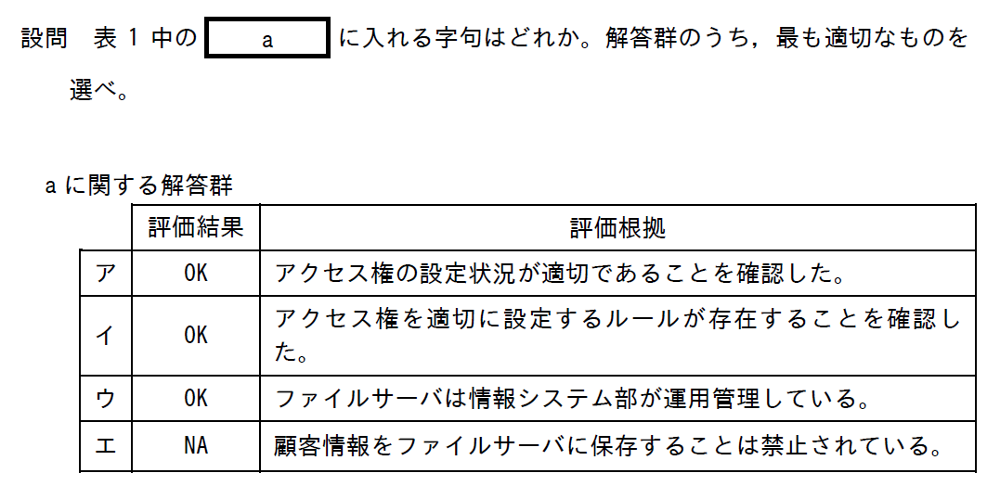 設問　表 1 中の a に入れる字句はどれか。解答群のうち，最も適切なものを
選べ。
a に関する解答群
評価結果 評価根拠
ア OK アクセス権の設定状況が適切であることを確認した。
イ OK アクセス権を適切に設定するルールが存在することを確認し
た。
ウ OK ファイルサーバは情報システム部が運用管理している。
エ NA 顧客情報をファイルサーバに保存することは禁止されている。